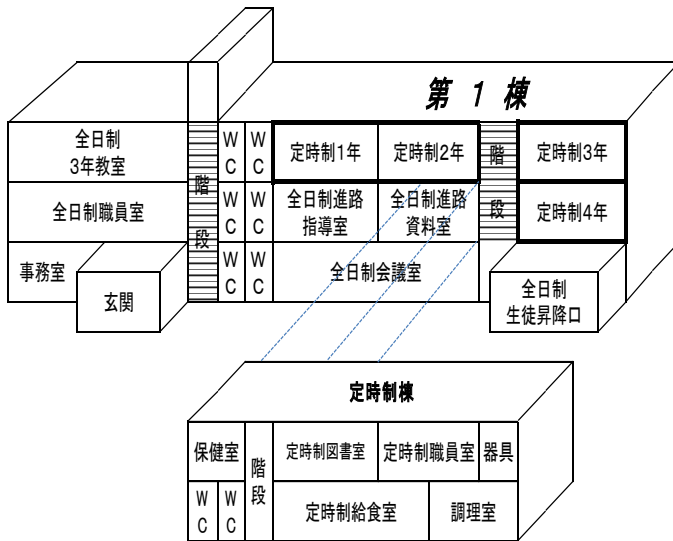 第 1 棟
全日制
3年教室
階
段
W
C
W
C
定時制1年
定時制2年
階
段
定時制3年
全日制職員室
W
C
W
C
全日制進路
指導室
全日制進路
資料室
定時制4年
事務室
玄関
W
C
W
C
全日制会議室
全日制
生徒昇降口
定時制棟
保健室
階
段
定時制図書室
定時制職員室
器具
W
C
W
C
定時制給食室
調理室